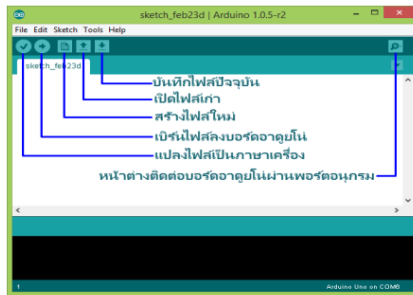 sketch_feb23d | Arduino 1.0.5-r2
File Edit Sketch Tools Help
sketch_feb23d
บันทึกไฟล์ปัจจุบัน
เปิดไฟล์เก่า
สร้างไฟล์ใหม่
เบิร์นไฟล์ลงบอร์ดอาดูยโน่
แปลงไฟล์เป็นภาษาเครื่อง
หน้าต่างติดต่อบอร์ดอาดูยโน่ผ่านพอร์ตอนุกรม
1
Arduino Uno on COM8